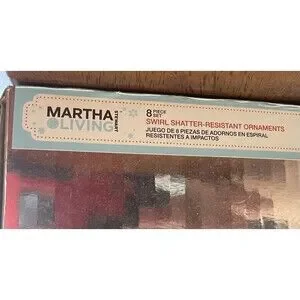 MARTHA
STEWART
LIVING
8 PIECE SET
SWIRL SHATTER-RESISTANT ORNAMENTS
JUEGO DE 8 PIEZAS DE ADORNOS EN ESPIRAL
RESISTENTES A IMPACTOS